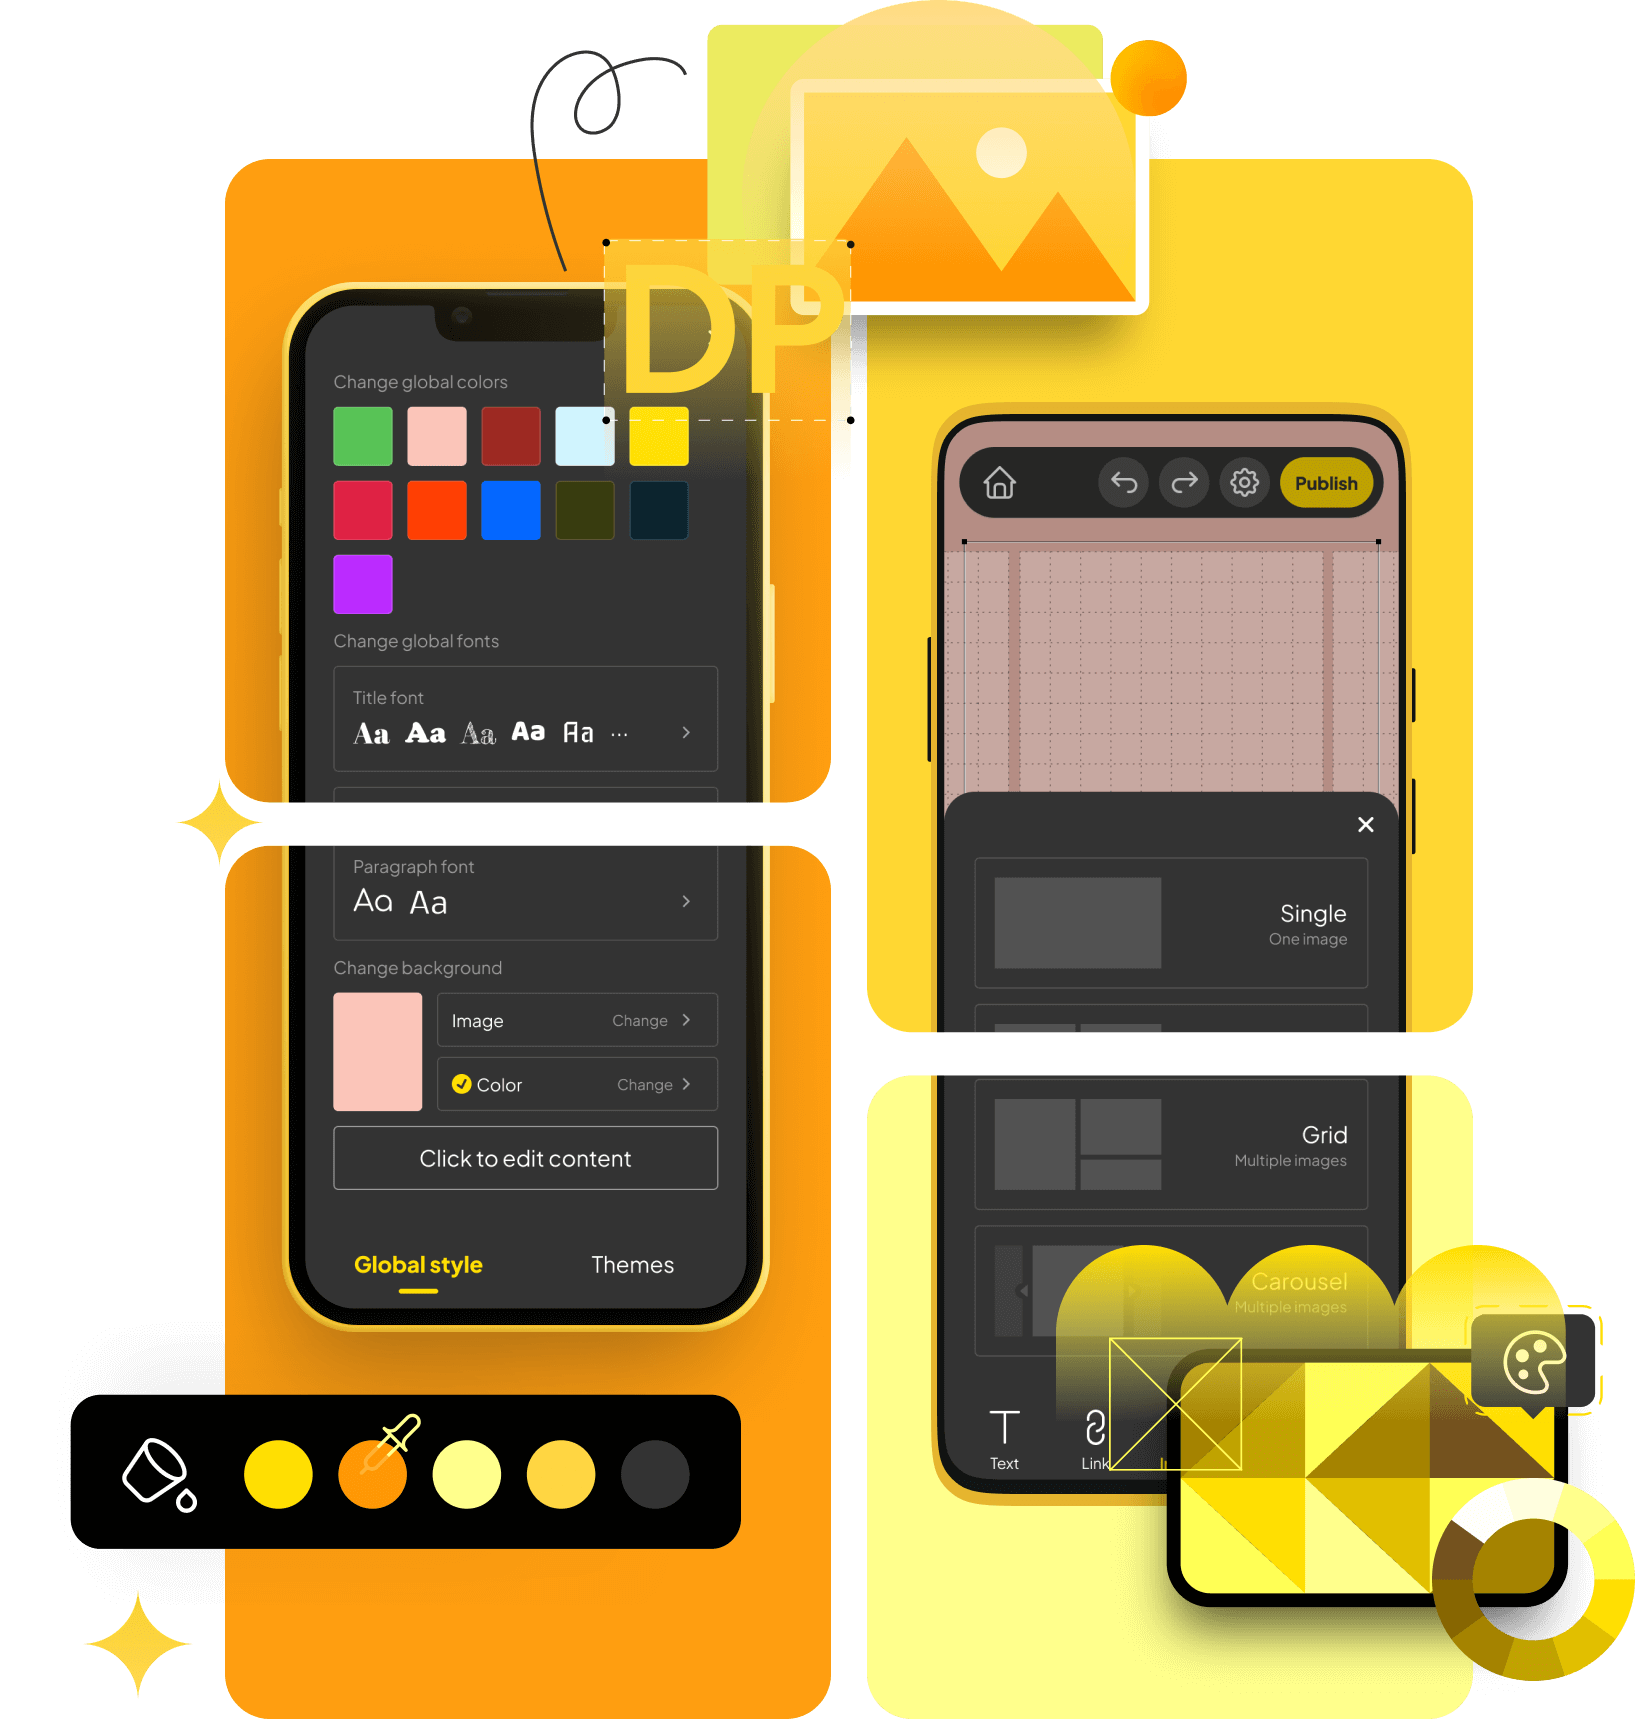 DP
Change global colors
Change global fonts
Title font
Aa Aa Aa Aa Aa ...
Paragraph font
Aa Aa
Change background
Image Change
Color Change
Click to edit content
Global style Themes
Publish
Single
One image
Grid
Multiple images
Carousel
Multiple images
Text Link